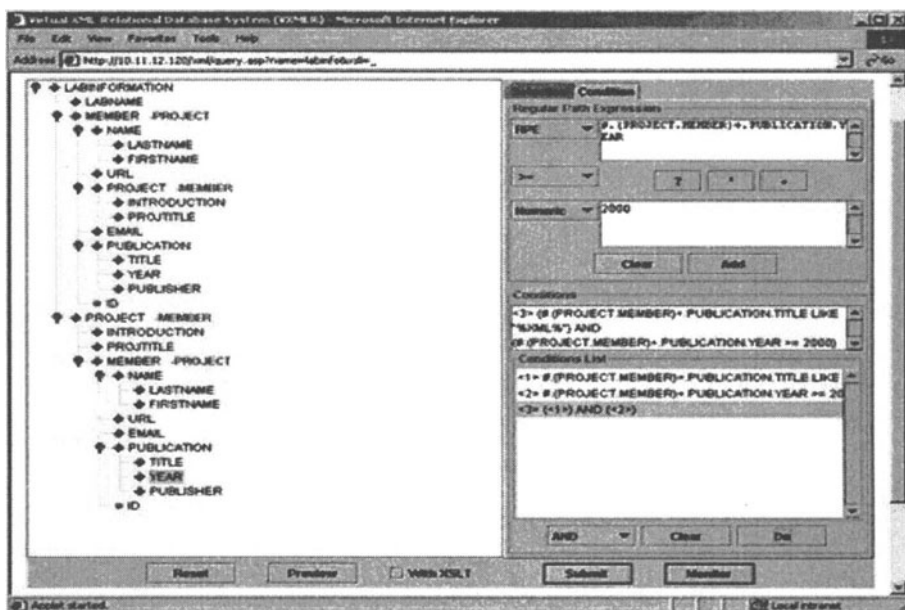 Virtual XML Relational Database System (VXMLR) - Microsoft Internet Explorer
File Edit View Favorites Tools Help
Address http://10.11.12.120/xml/query.asp?name=labinfo&xsl=_ Go
LABINFORMATION
LABNAME
MEMBER -PROJECT
NAME
LASTNAME
FIRSTNAME
URL
PROJECT -MEMBER
INTRODUCTION
PROJTITLE
EMAIL
PUBLICATION
TITLE
YEAR
PUBLISHER
ID
PROJECT -MEMBER
INTRODUCTION
PROJTITLE
MEMBER -PROJECT
NAME
LASTNAME
FIRSTNAME
URL
EMAIL
PUBLICATION
TITLE
YEAR
PUBLISHER
ID
Condition
Regular Path Expression
RPE
#.(PROJECT.MEMBER)+.PUBLICATION.Y
EAR
>=
? * +
Numeric
2000
Clear Add
Conditions
<3> (#.(PROJECT.MEMBER)+.PUBLICATION.TITLE LIKE
"%XML%") AND
(#.(PROJECT.MEMBER)+.PUBLICATION.YEAR >= 2000)
Conditions List
<1> #.(PROJECT.MEMBER)+.PUBLICATION.TITLE LIKE
<2> #.(PROJECT.MEMBER)+.PUBLICATION.YEAR >= 20
<3> (<1>) AND (<2>)
AND Clear Del
Reset Preview With XSLT Submit Monitor
Applet started. Local intranet